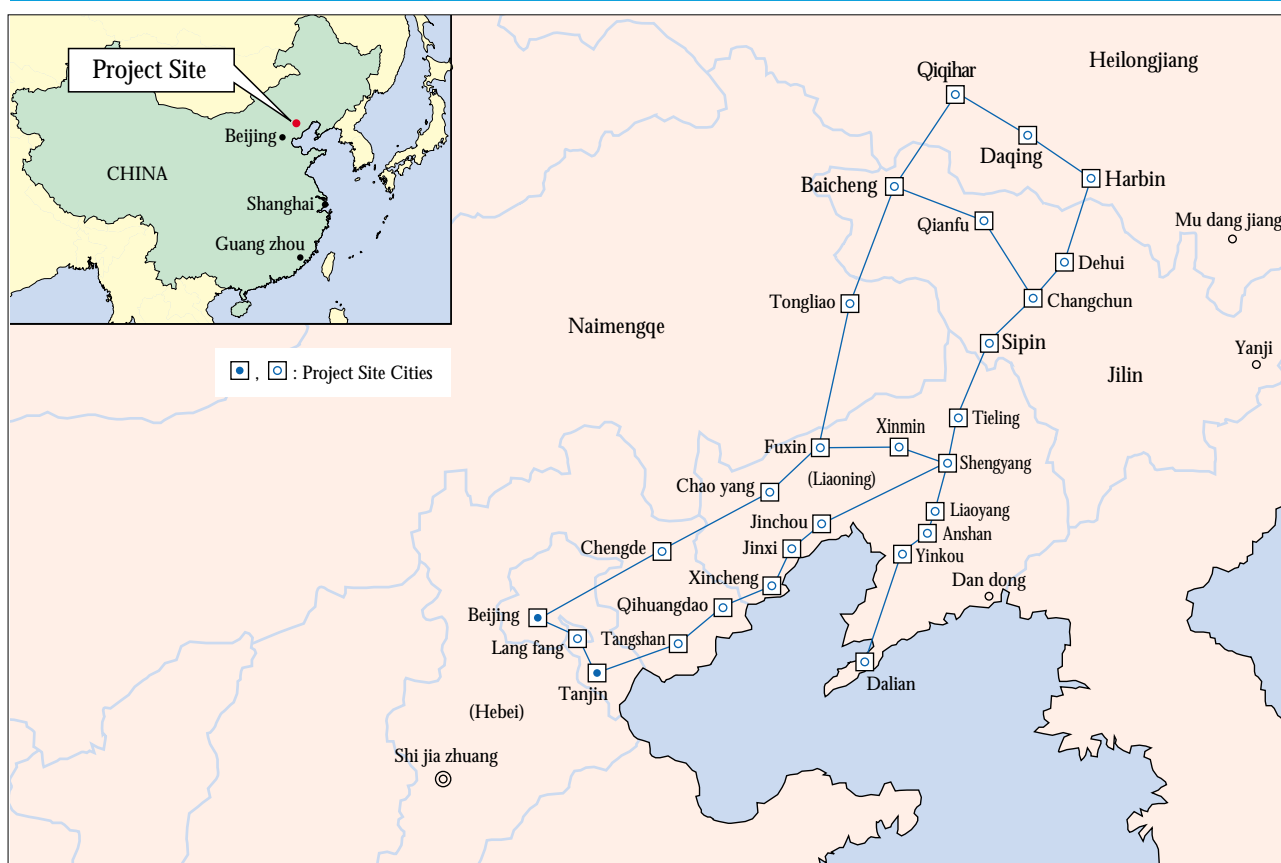 Project Site
Beijing
CHINA
Shanghai
Guang zhou
, : Project Site Cities
Qiqihar
Heilongjiang
Daqing
Baicheng
Harbin
Qianfu
Mu dang jiang
Dehui
Tongliao
Changchun
Naimengqe
Sipin
Yanji
Jilin
Tieling
Xinmin
Fuxin
Shengyang
(Liaoning)
Chao yang
Liaoyang
Jinchou
Anshan
Chengde
Jinxi
Yinkou
Xincheng
Dan dong
Qihuangdao
Beijing
Tangshan
Lang fang
Dalian
Tanjin
(Hebei)
Shi jia zhuang